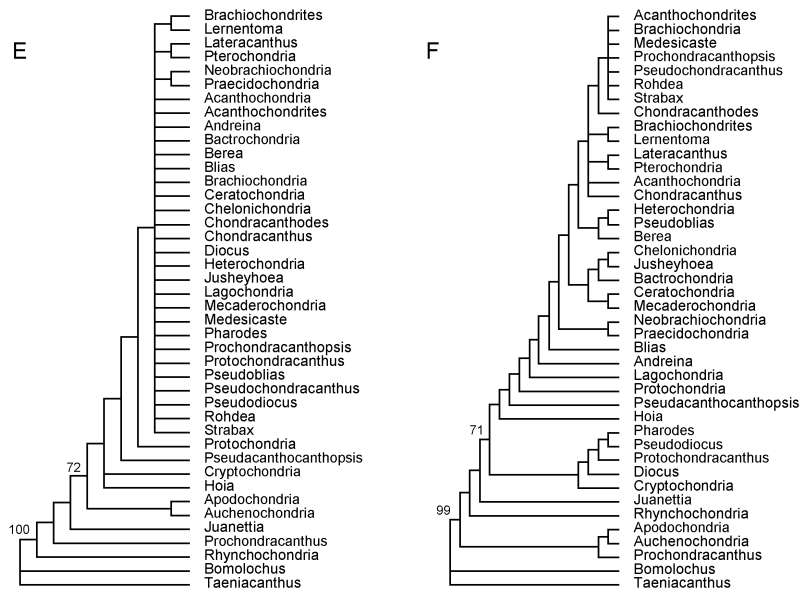 E
Brachiochondrites
Lernentoma
Lateracanthus
Pterochondria
Neobrachiochondria
Praecidochondria
Acanthochondria
Acanthochondrites
Andreina
Bactrochondria
Berea
Blias
Brachiochondria
Ceratochondria
Chelonichondria
Chondracanthodes
Chondracanthus
Diocus
Heterochondria
Jusheyhoea
Lagochondria
Mecaderochondria
Medesicaste
Pharodes
Prochondracanthopsis
Protochondracanthus
Pseudoblias
Pseudochondracanthus
Pseudodiocus
Rohdea
Strabax
Protochondria
Pseudacanthocanthopsis
72
Cryptochondria
Hoia
Apodochondria
Auchenochondria
Juanettia
100
Prochondracanthus
Rhynchochondria
Bomolochus
Taeniacanthus
F
Acanthochondrites
Brachiochondria
Medesicaste
Prochondracanthopsis
Pseudochondracanthus
Rohdea
Strabax
Chondracanthodes
Brachiochondrites
Lernentoma
Lateracanthus
Pterochondria
Acanthochondria
Chondracanthus
Heterochondria
Pseudoblias
Berea
Chelonichondria
Jusheyhoea
Bactrochondria
Ceratochondria
Mecaderochondria
Neobrachiochondria
Praecidochondria
Blias
Andreina
Lagochondria
Protochondria
Pseudacanthocanthopsis
Hoia
71
Pharodes
Pseudodiocus
Protochondracanthus
Diocus
Cryptochondria
Juanettia
99
Rhynchochondria
Apodochondria
Auchenochondria
Prochondracanthus
Bomolochus
Taeniacanthus